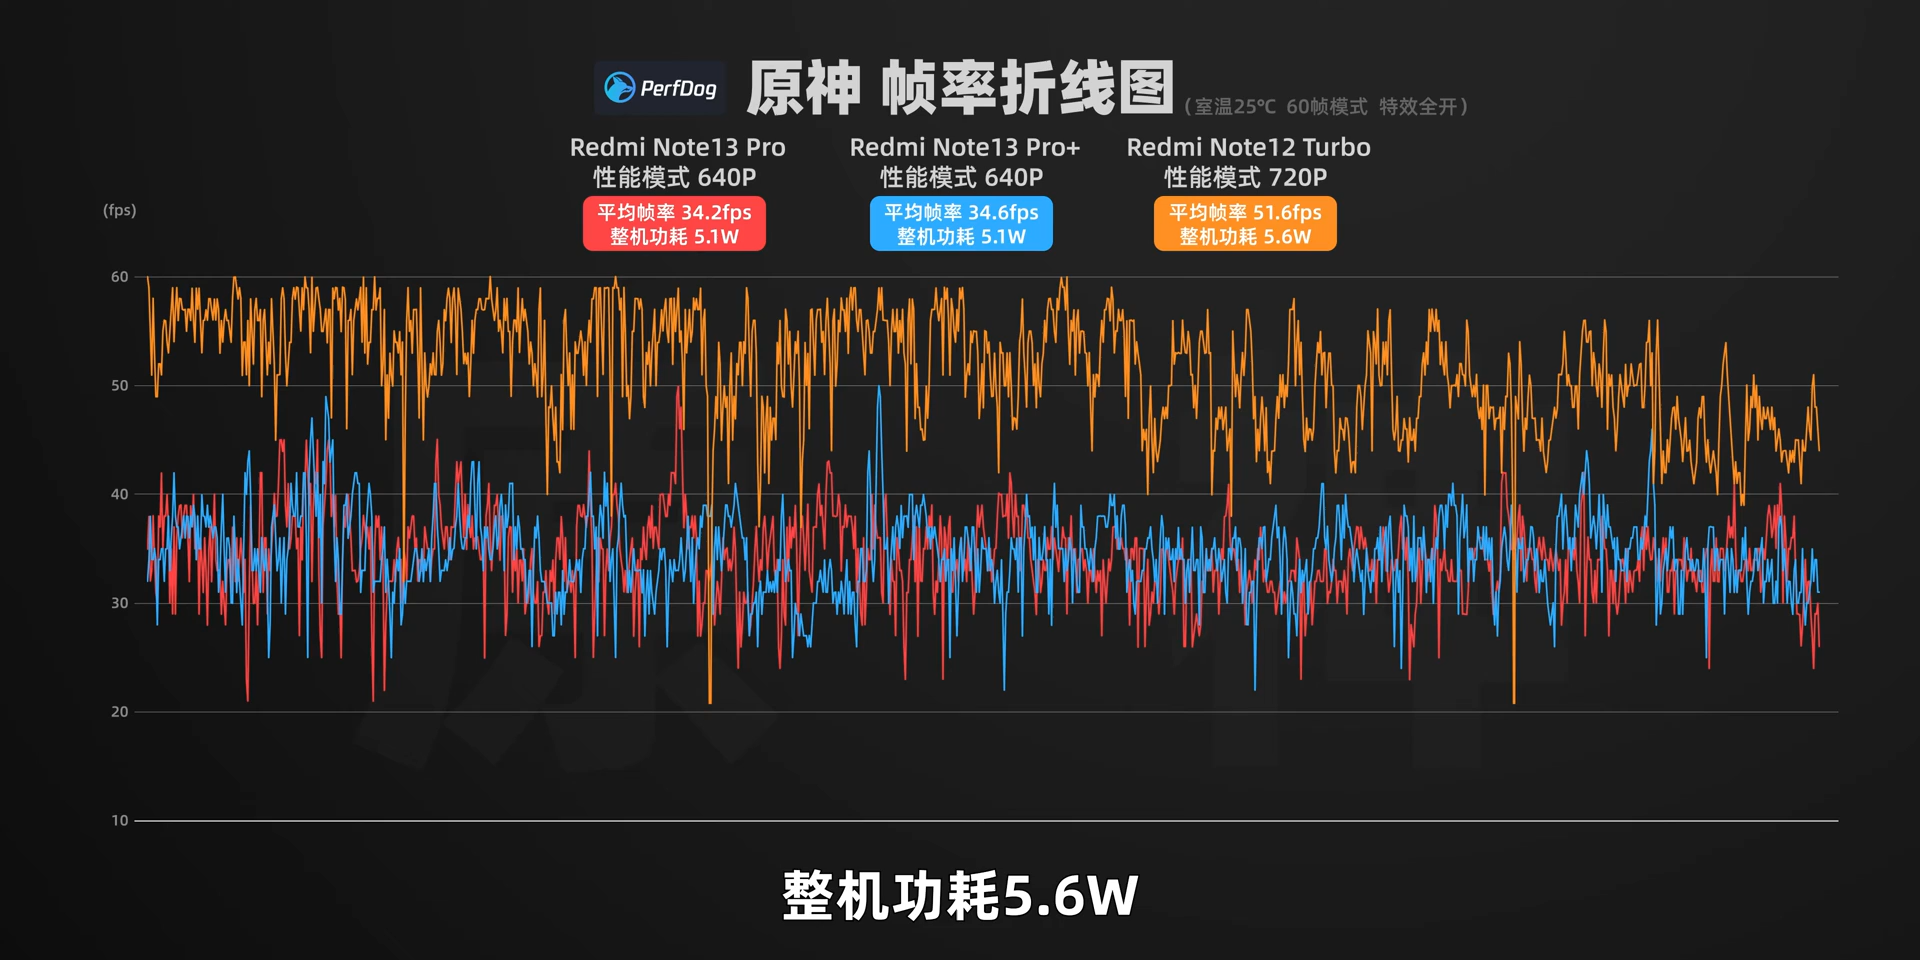 PerfDog 原神 帧率折线图 (室温25℃ 60帧模式 特效全开)
Redmi Note13 Pro
性能模式 640P
平均帧率 34.2fps
整机功耗 5.1W
Redmi Note13 Pro+
性能模式 640P
平均帧率 34.6fps
整机功耗 5.1W
Redmi Note12 Turbo
性能模式 720P
平均帧率 51.6fps
整机功耗 5.6W
(fps)
60
50
40
30
20
10
原神
整机功耗5.6W